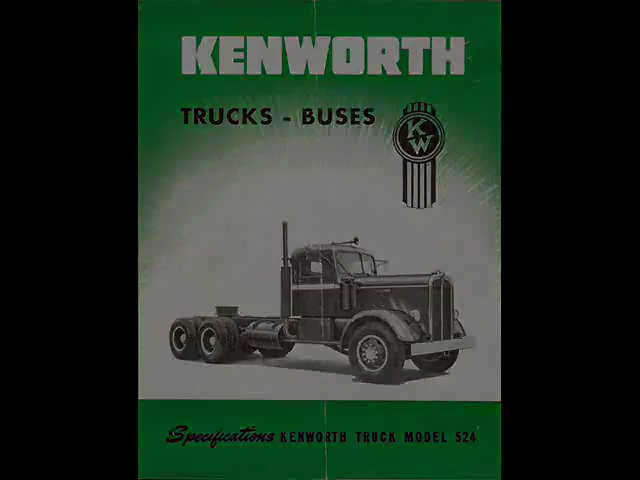 KENWORTH
TRUCKS - BUSES
KW
Specifications KENWORTH TRUCK MODEL 524